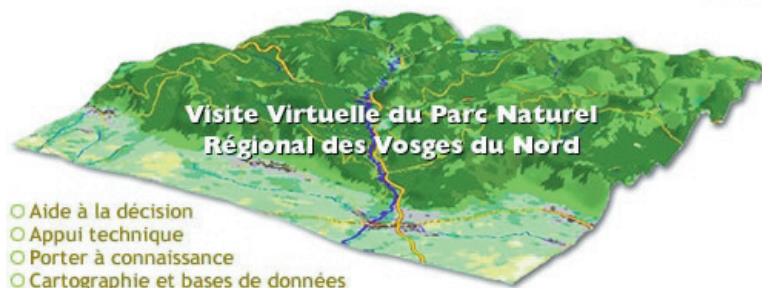 Visite Virtuelle du Parc Naturel
Régional des Vosges du Nord
Aide à la décision
Appui technique
Porter à connaissance
Cartographie et bases de données